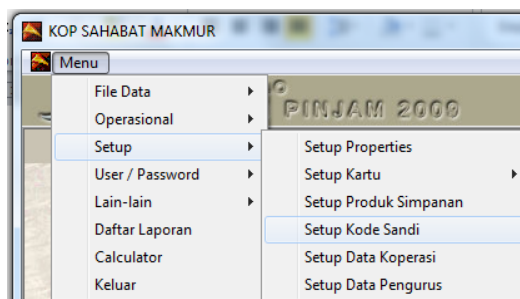 KOP SAHABAT MAKMUR
Menu
PINJAM 2009
File Data
Operasional
Setup
User / Password
Lain-lain
Daftar Laporan
Calculator
Keluar
Setup Properties
Setup Kartu
Setup Produk Simpanan
Setup Kode Sandi
Setup Data Koperasi
Setup Data Pengurus